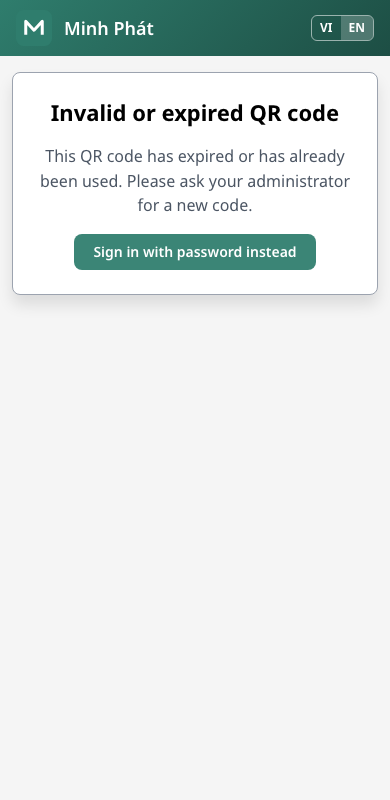 Minh Phát
VI
EN
Invalid or expired QR code
This QR code has expired or has already
been used. Please ask your administrator
for a new code.
Sign in with password instead